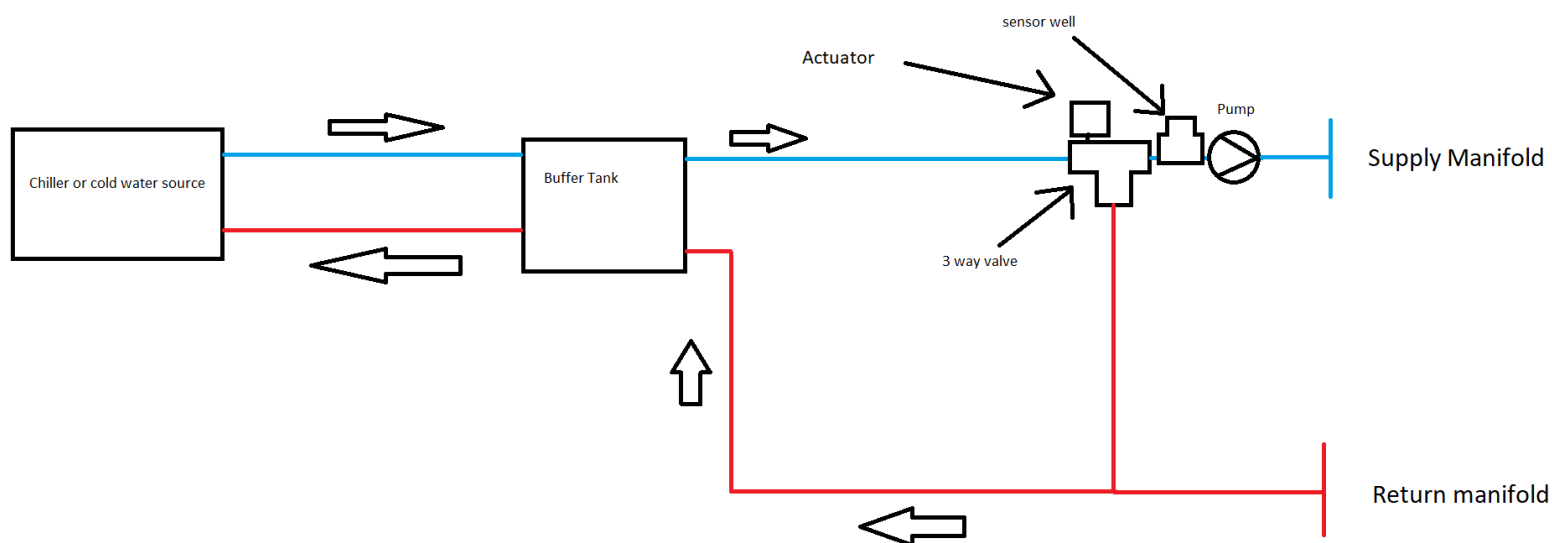 sensor well
Actuator
Pump
Chiller or cold water source
Buffer Tank
Supply Manifold
3 way valve
Return manifold